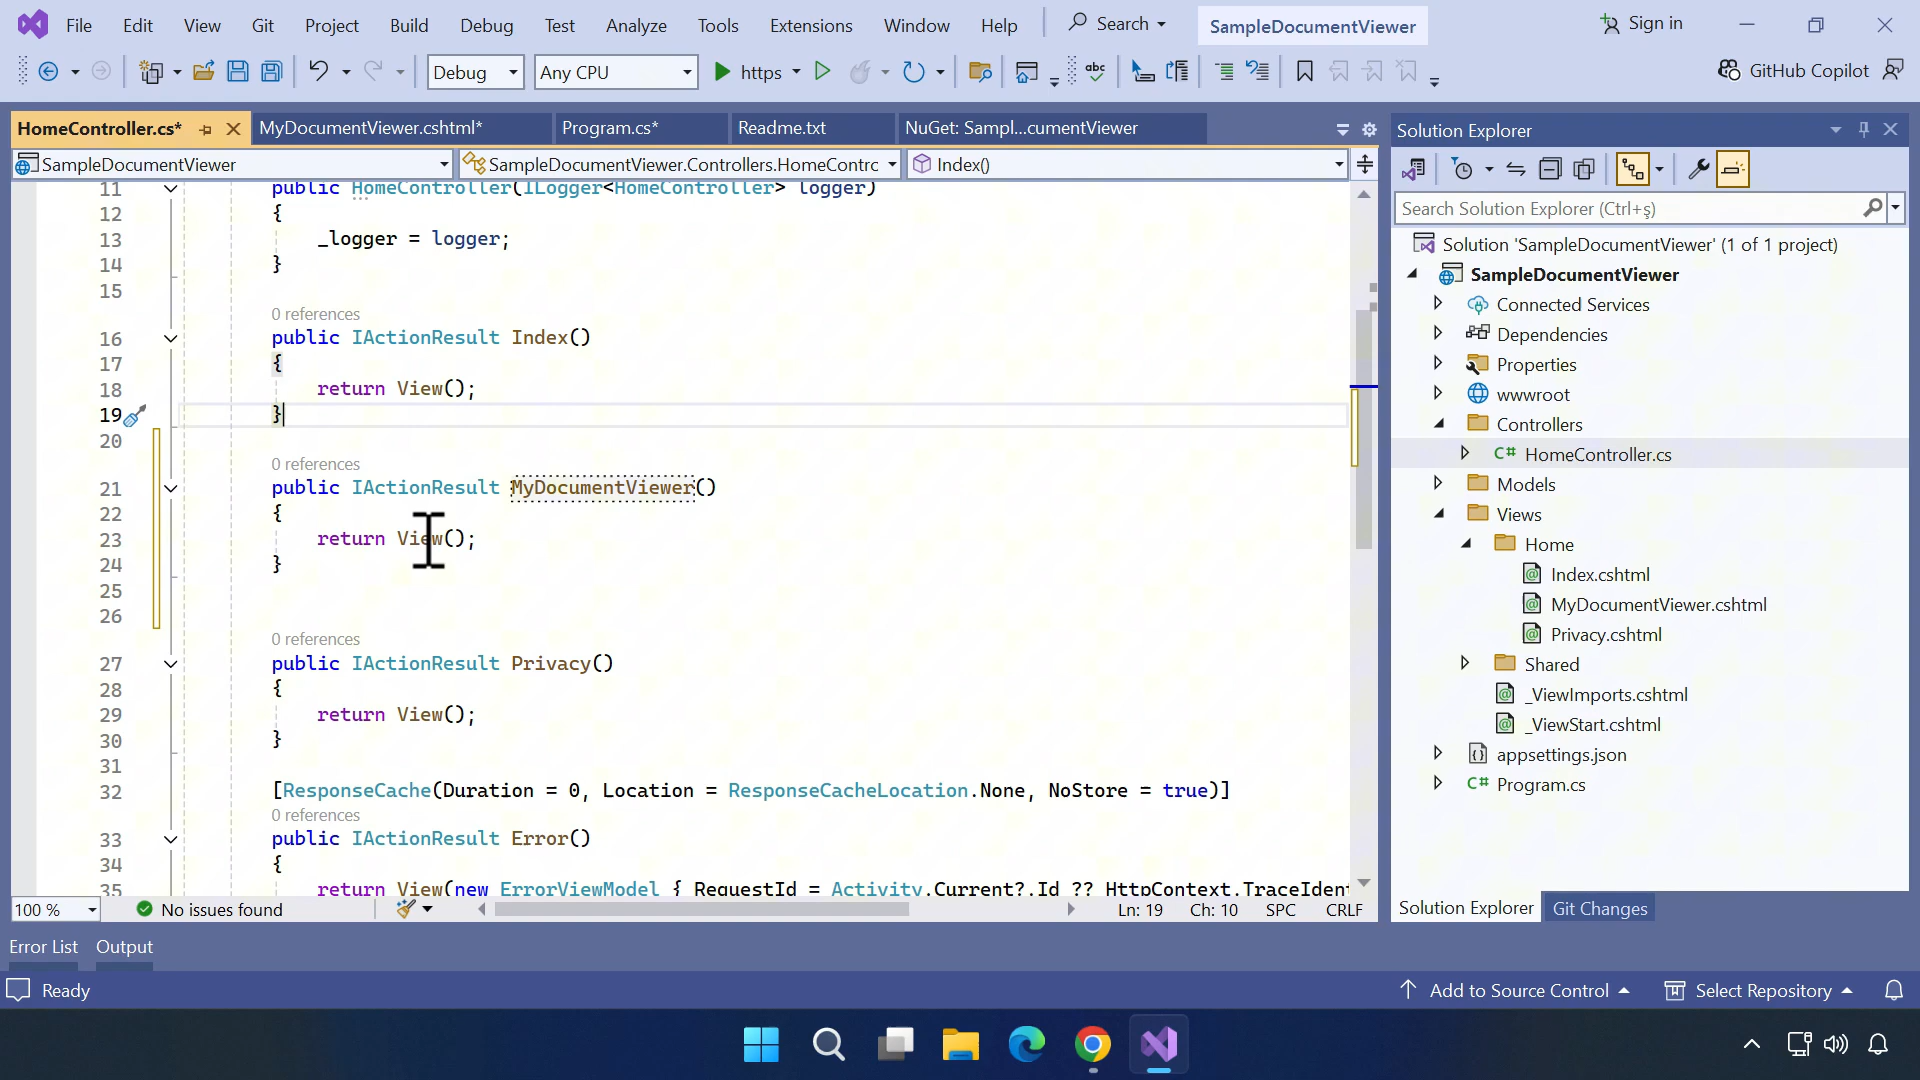 File Edit View Git Project Build Debug Test Analyze Tools Extensions Window Help Search SampleDocumentViewer Sign in
Debug Any CPU https abc GitHub Copilot
HomeController.cs* MyDocumentViewer.cshtml* Program.cs* Readme.txt NuGet: Sampl...cumentViewer
SampleDocumentViewer SampleDocumentViewer.Controllers.HomeContrc Index()
11 public HomeController(ILogger<HomeController> logger)
12 {
13 _logger = logger;
14 }
15
0 references
16 public IActionResult Index()
17 {
18 return View();
19 }
20
0 references
21 public IActionResult MyDocumentViewer()
22 {
23 return View();
24 }
25
26
0 references
27 public IActionResult Privacy()
28 {
29 return View();
30 }
31
32 [ResponseCache(Duration = 0, Location = ResponseCacheLocation.None, NoStore = true)]
0 references
33 public IActionResult Error()
34 {
35 return View(new ErrorViewModel { RequestId = Activity.Current?.Id ?? HttpContext.TraceIdent
100 % No issues found Ln: 19 Ch: 10 SPC CRLF
Solution Explorer
Search Solution Explorer (Ctrl+ş)
Solution 'SampleDocumentViewer' (1 of 1 project)
SampleDocumentViewer
Connected Services
Dependencies
Properties
wwwroot
Controllers
C# HomeController.cs
Models
Views
Home
Index.cshtml
MyDocumentViewer.cshtml
Privacy.cshtml
Shared
_ViewImports.cshtml
_ViewStart.cshtml
appsettings.json
C# Program.cs
Solution Explorer Git Changes
Error List Output
Ready Add to Source Control Select Repository